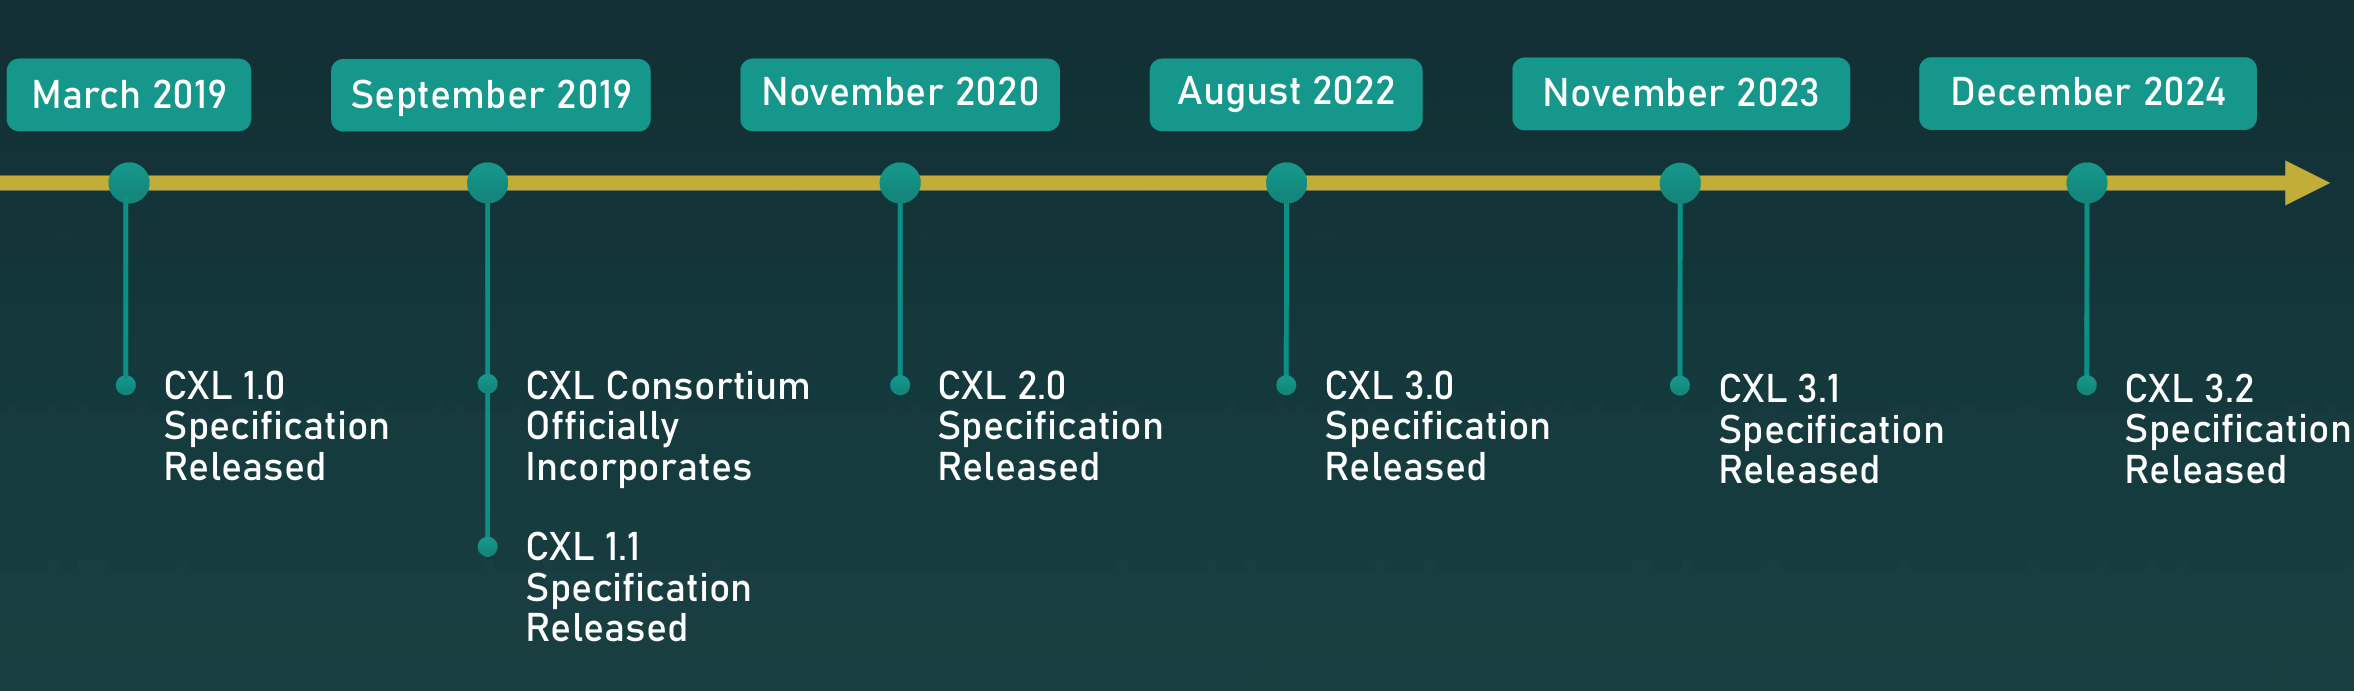 March 2019
September 2019
November 2020
August 2022
November 2023
December 2024
CXL 1.0
Specification
Released
CXL Consortium
Officially
Incorporates
CXL 1.1
Specification
Released
CXL 2.0
Specification
Released
CXL 3.0
Specification
Released
CXL 3.1
Specification
Released
CXL 3.2
Specification
Released